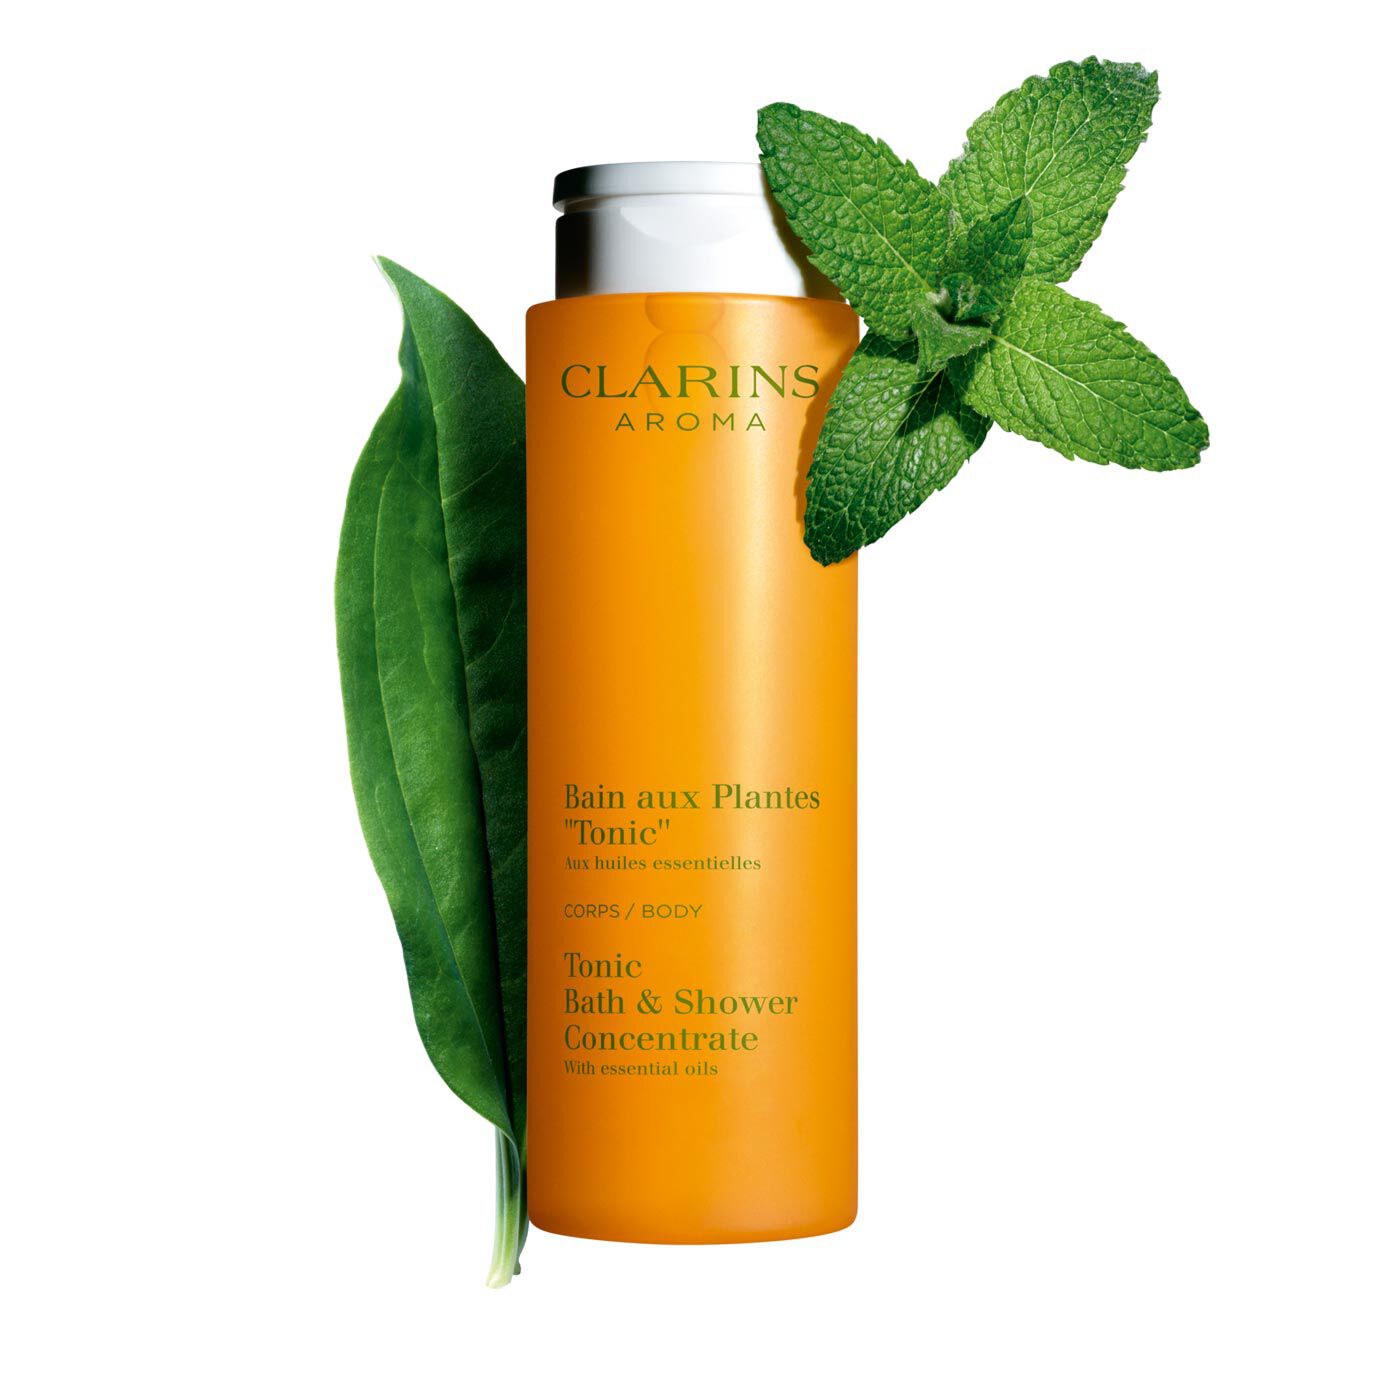 CLARINS
AROMA
Bain aux Plantes
"Tonic"
Aux huiles essentielles
CORPS / BODY
Tonic
Bath & Shower
Concentrate
With essential oils